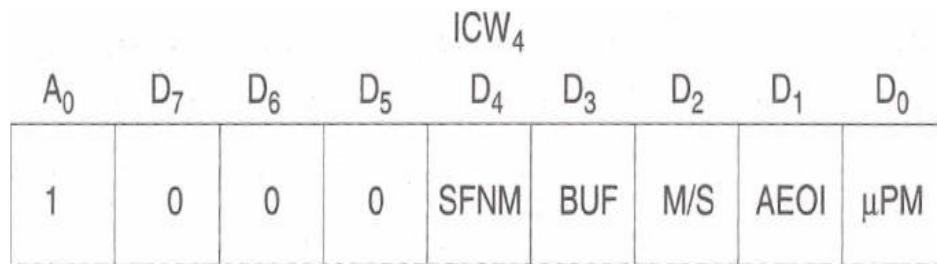 ICW₄
A₀ D₇ D₆ D₅ D₄ D₃ D₂ D₁ D₀
1 0 0 0 SFNM BUF M/S AEOI μPM